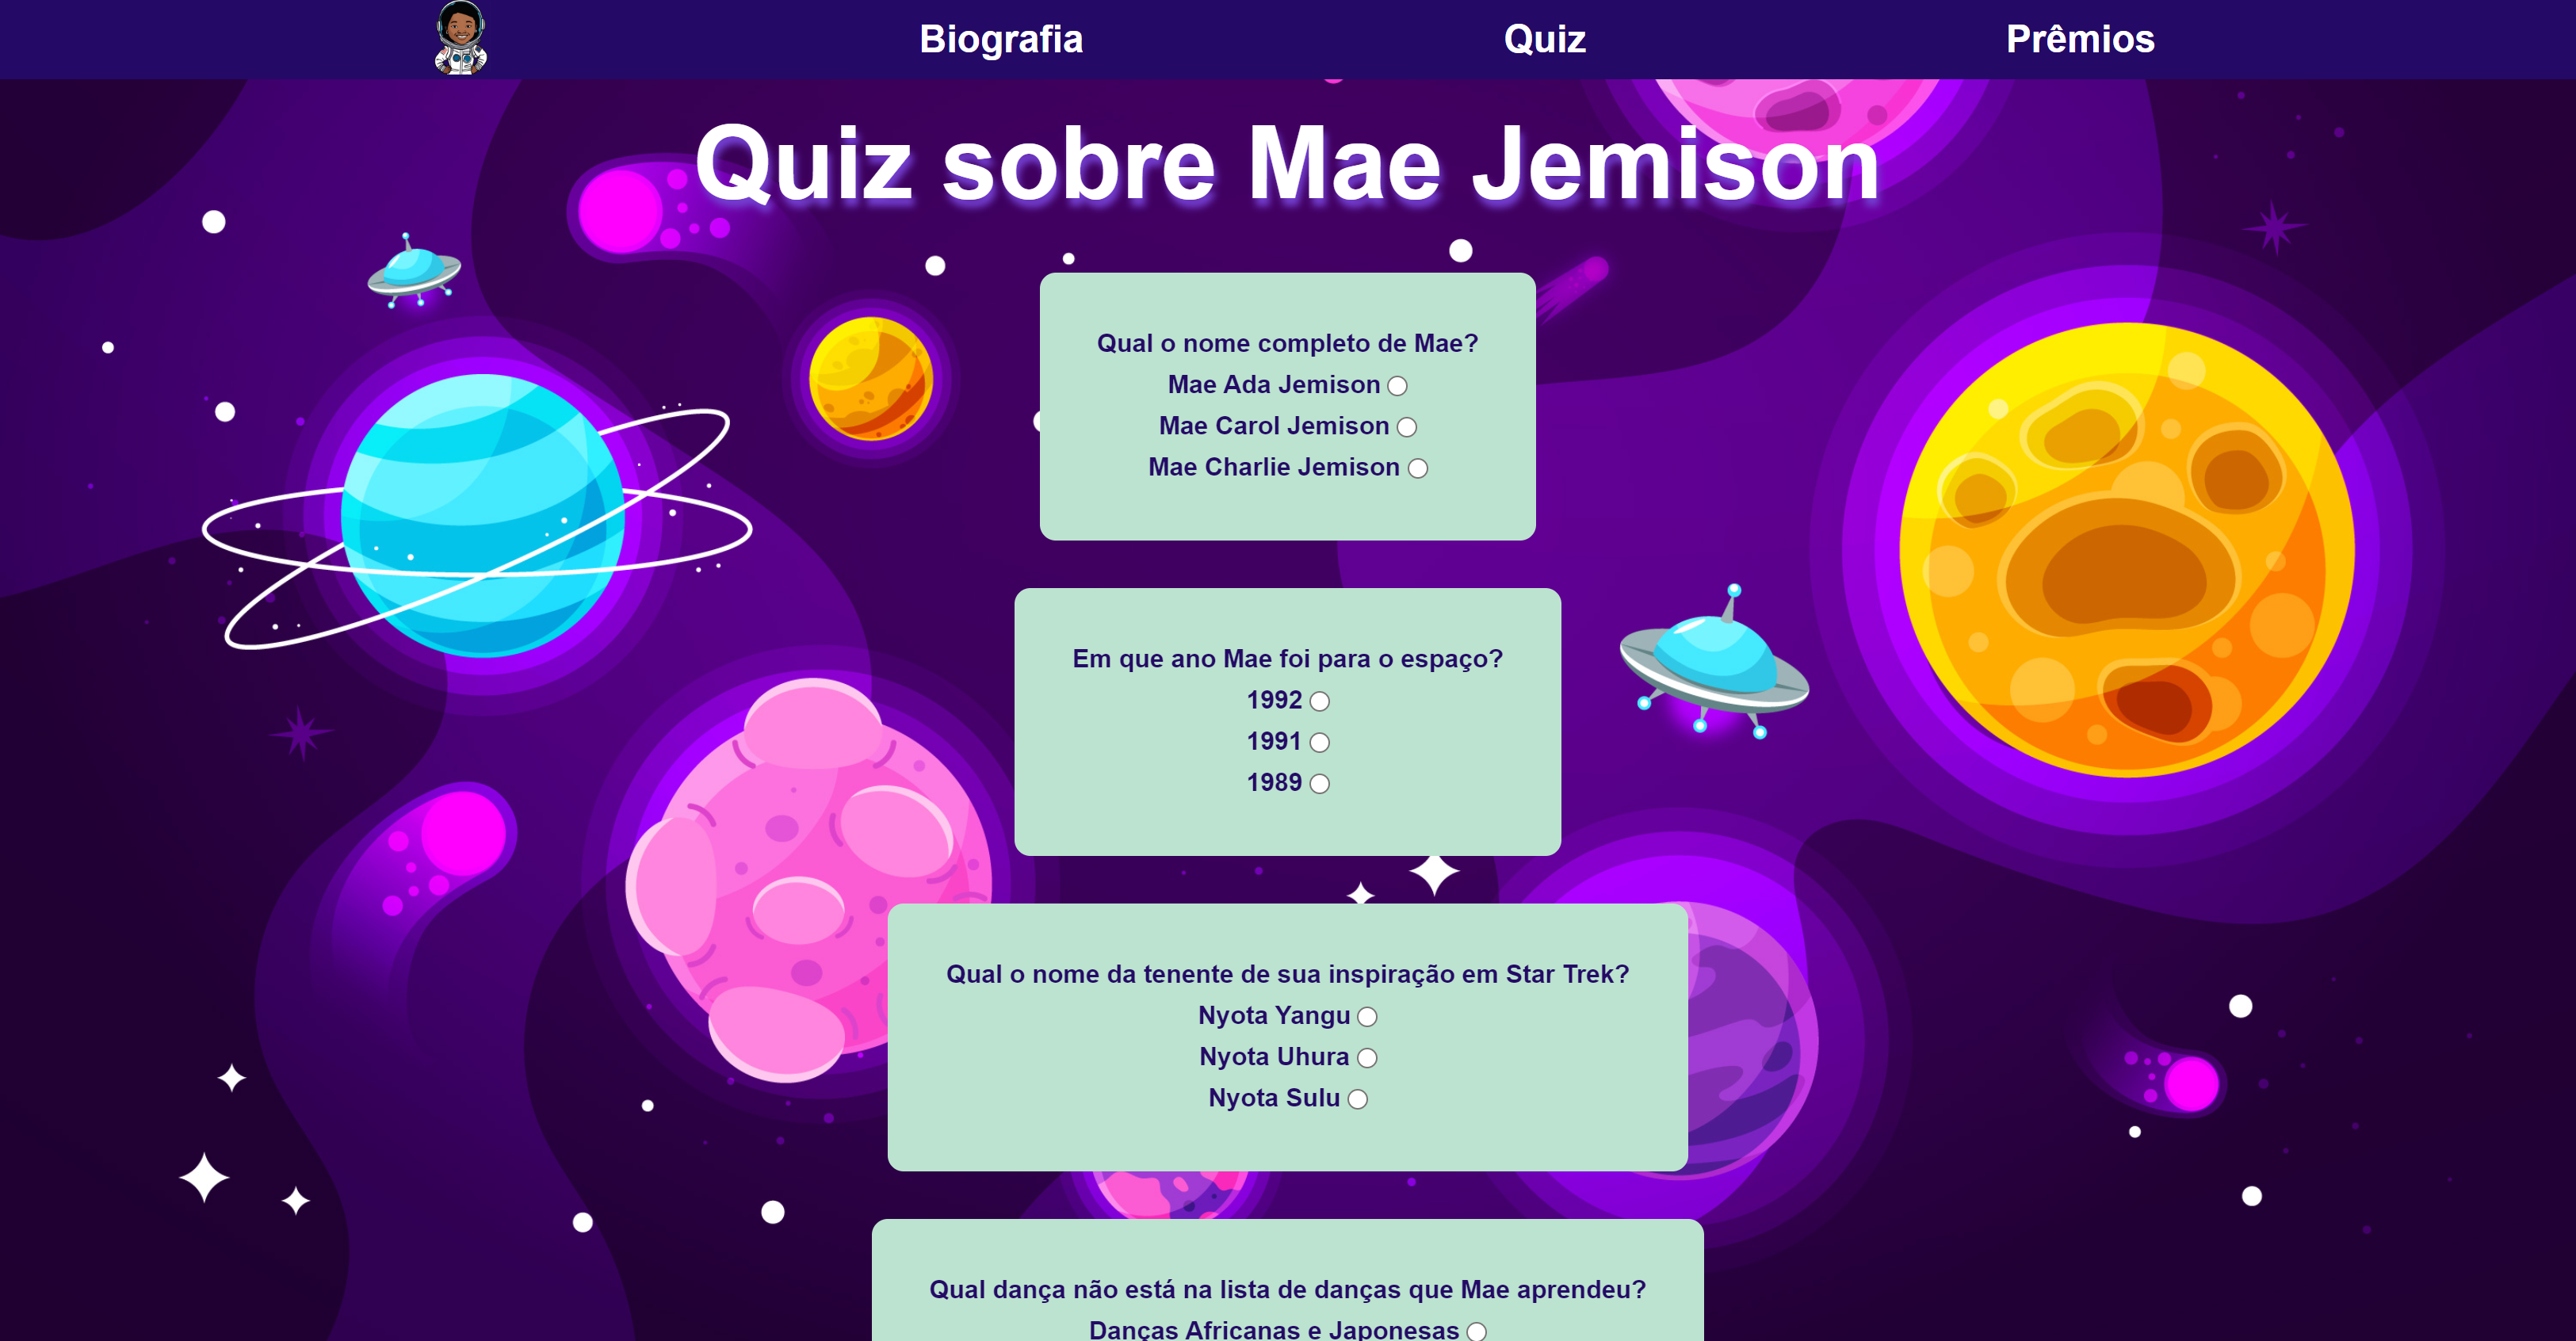 Biografia
Quiz
Prêmios
Quiz sobre Mae Jemison
Qual o nome completo de Mae?
Mae Ada Jemison
Mae Carol Jemison
Mae Charlie Jemison
Em que ano Mae foi para o espaço?
1992
1991
1989
Qual o nome da tenente de sua inspiração em Star Trek?
Nyota Yangu
Nyota Uhura
Nyota Sulu
Qual dança não está na lista de danças que Mae aprendeu?
Danças Africanas e Japonesas